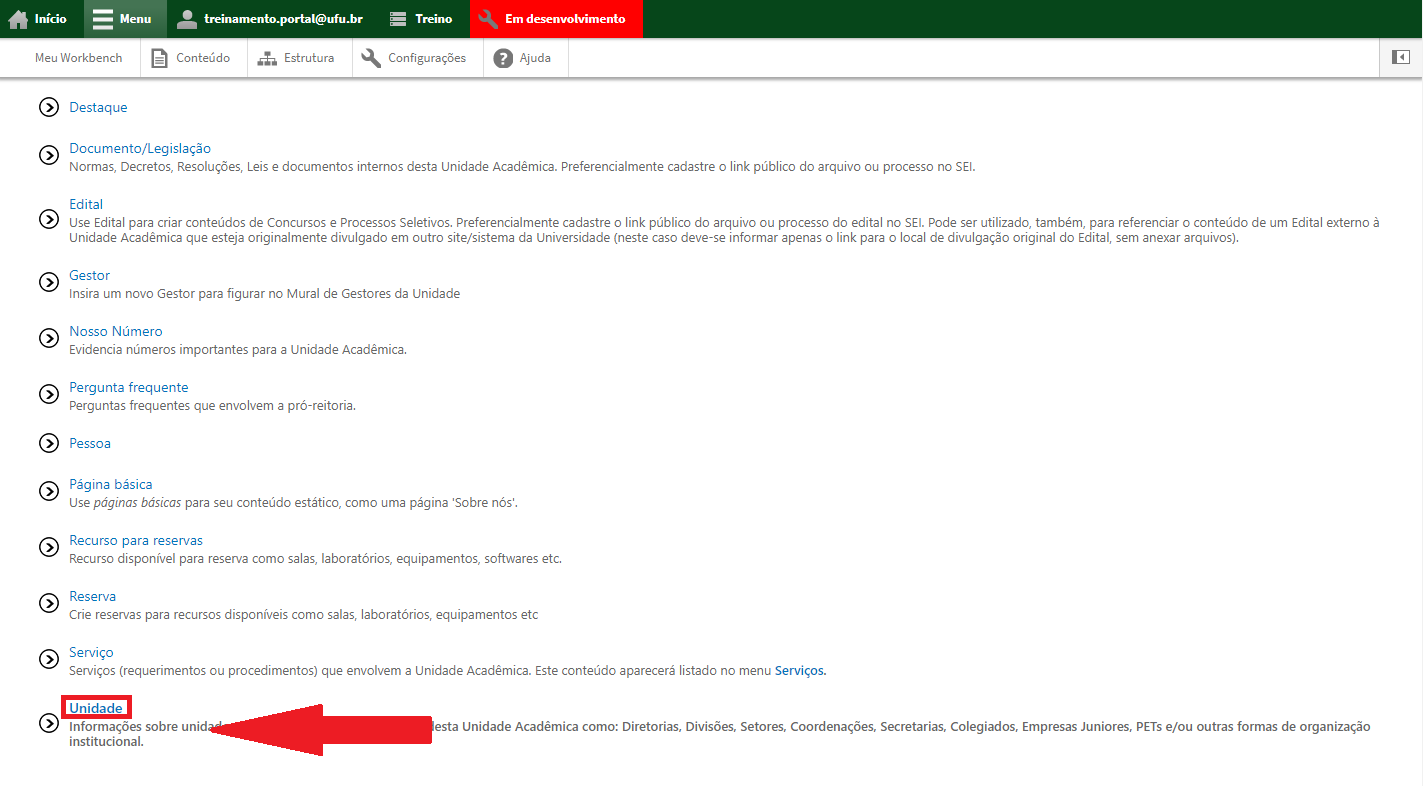 Início Menu treinamento.portal@ufu.br Treino Em desenvolvimento
Meu Workbench Conteúdo Estrutura Configurações Ajuda
Destaque
Documento/Legislação
Normas, Decretos, Resoluções, Leis e documentos internos desta Unidade Acadêmica. Preferencialmente cadastre o link público do arquivo ou processo no SEI.
Edital
Use Edital para criar conteúdos de Concursos e Processos Seletivos. Preferencialmente cadastre o link público do arquivo ou processo do edital no SEI. Pode ser utilizado, também, para referenciar o conteúdo de um Edital externo à
Unidade Acadêmica que esteja originalmente divulgado em outro site/sistema da Universidade (neste caso deve-se informar apenas o link para o local de divulgação original do Edital, sem anexar arquivos).
Gestor
Insira um novo Gestor para figurar no Mural de Gestores da Unidade
Nosso Número
Evidencia números importantes para a Unidade Acadêmica.
Pergunta frequente
Perguntas frequentes que envolvem a pró-reitoria.
Pessoa
Página básica
Use páginas básicas para seu conteúdo estático, como uma página 'Sobre nós'.
Recurso para reservas
Recurso disponível para reserva como salas, laboratórios, equipamentos, softwares etc.
Reserva
Crie reservas para recursos disponíveis como salas, laboratórios, equipamentos etc
Serviço
Serviços (requerimentos ou procedimentos) que envolvem a Unidade Acadêmica. Este conteúdo aparecerá listado no menu Serviços.
Unidade
Informações sobre desta Unidade Acadêmica como: Diretorias, Divisões, Setores, Coordenações, Secretarias, Colegiados, Empresas Juniores, PETs e/ou outras formas de organização
institucional.